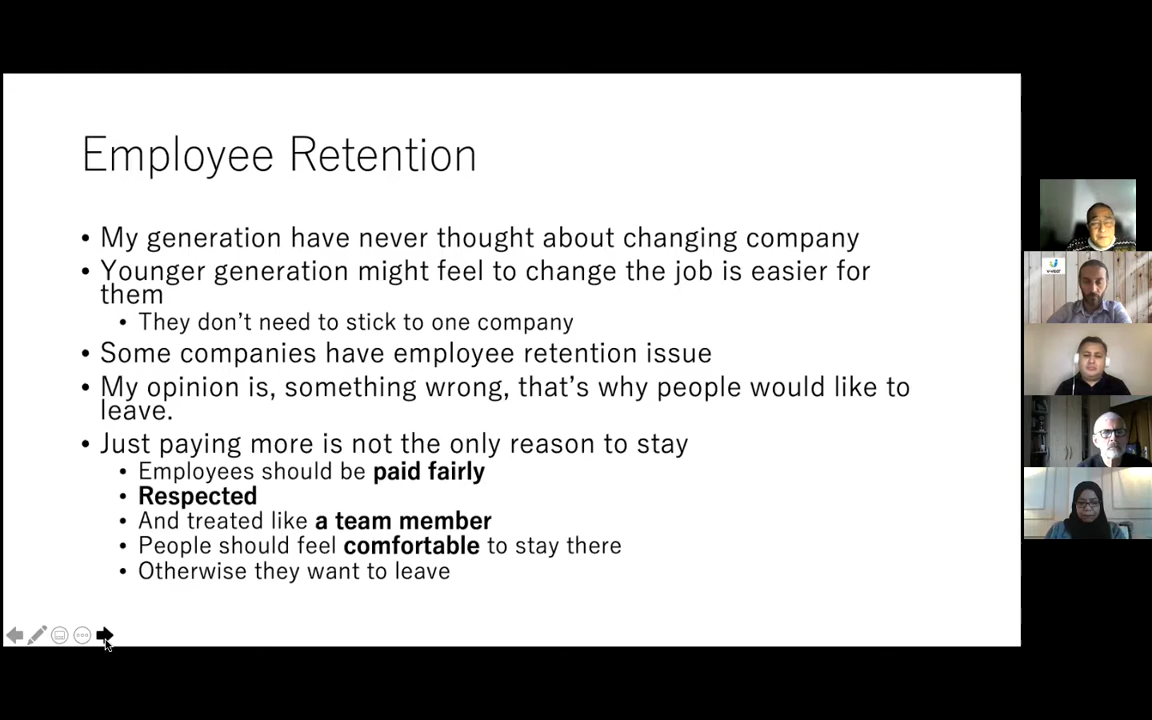 Employee Retention
• My generation have never thought about changing company
• Younger generation might feel to change the job is easier for
them
• They don’t need to stick to one company
• Some companies have employee retention issue
• My opinion is, something wrong, that’s why people would like to
leave.
• Just paying more is not the only reason to stay
• Employees should be paid fairly
• Respected
• And treated like a team member
• People should feel comfortable to stay there
• Otherwise they want to leave